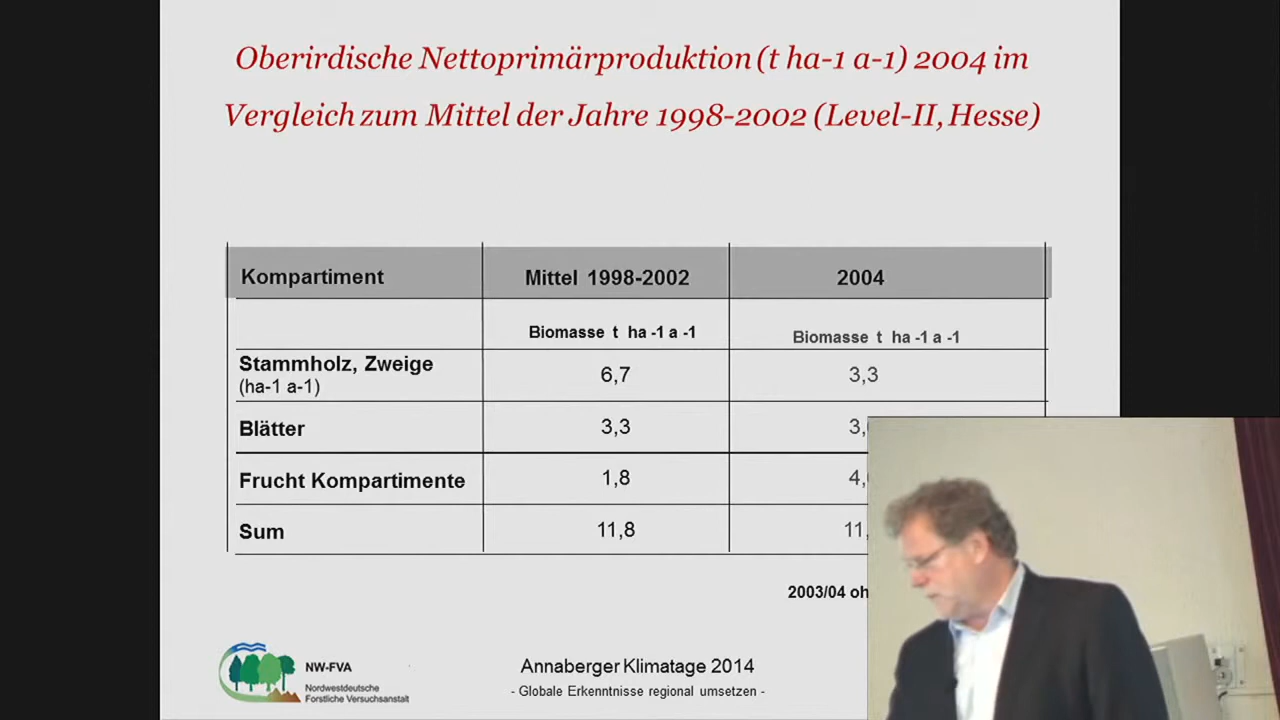 Oberirdische Nettoprimärproduktion (t ha-1 a-1) 2004 im
Vergleich zum Mittel der Jahre 1998-2002 (Level-II, Hesse)
Kompartiment Mittel 1998-2002 2004
Biomasse t ha -1 a -1 Biomasse t ha -1 a -1
Stammholz, Zweige 6,7 3,3
(ha-1 a-1)
Blätter 3,3 3,
Frucht Kompartimente 1,8 4,
Sum 11,8 11,
2003/04
NW-FVA
Nordwestdeutsche
Forstliche Versuchsanstalt
Annaberger Klimatage 2014
- Globale Erkenntnisse regional umsetzen -